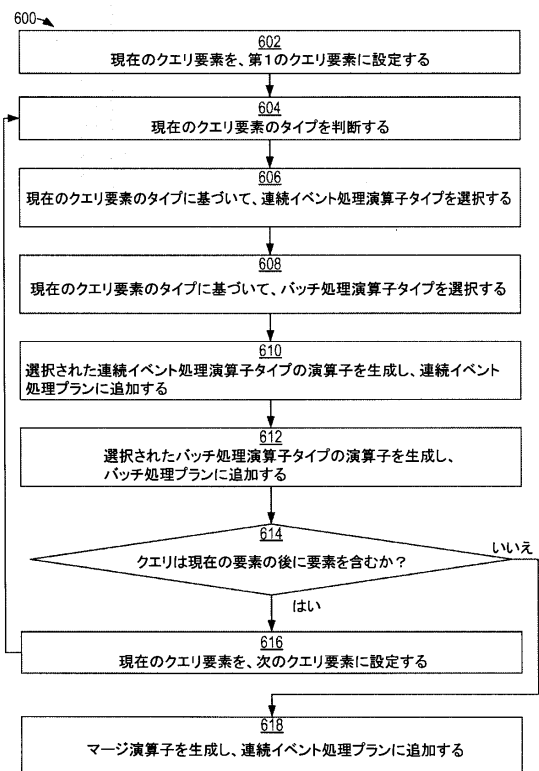 600
602
現在のクエリ要素を、第１のクエリ要素に設定する
604
現在のクエリ要素のタイプを判断する
606
現在のクエリ要素のタイプに基づいて、連続イベント処理演算子タイプを選択する
608
現在のクエリ要素のタイプに基づいて、バッチ処理演算子タイプを選択する
610
選択された連続イベント処理演算子タイプの演算子を生成し、連続イベント
処理プランに追加する
612
選択されたバッチ処理演算子タイプの演算子を生成し、
バッチ処理プランに追加する
614
クエリは現在の要素の後に要素を含むか？
いいえ
はい
616
現在のクエリ要素を、次のクエリ要素に設定する
618
マージ演算子を生成し、連続イベント処理プランに追加する